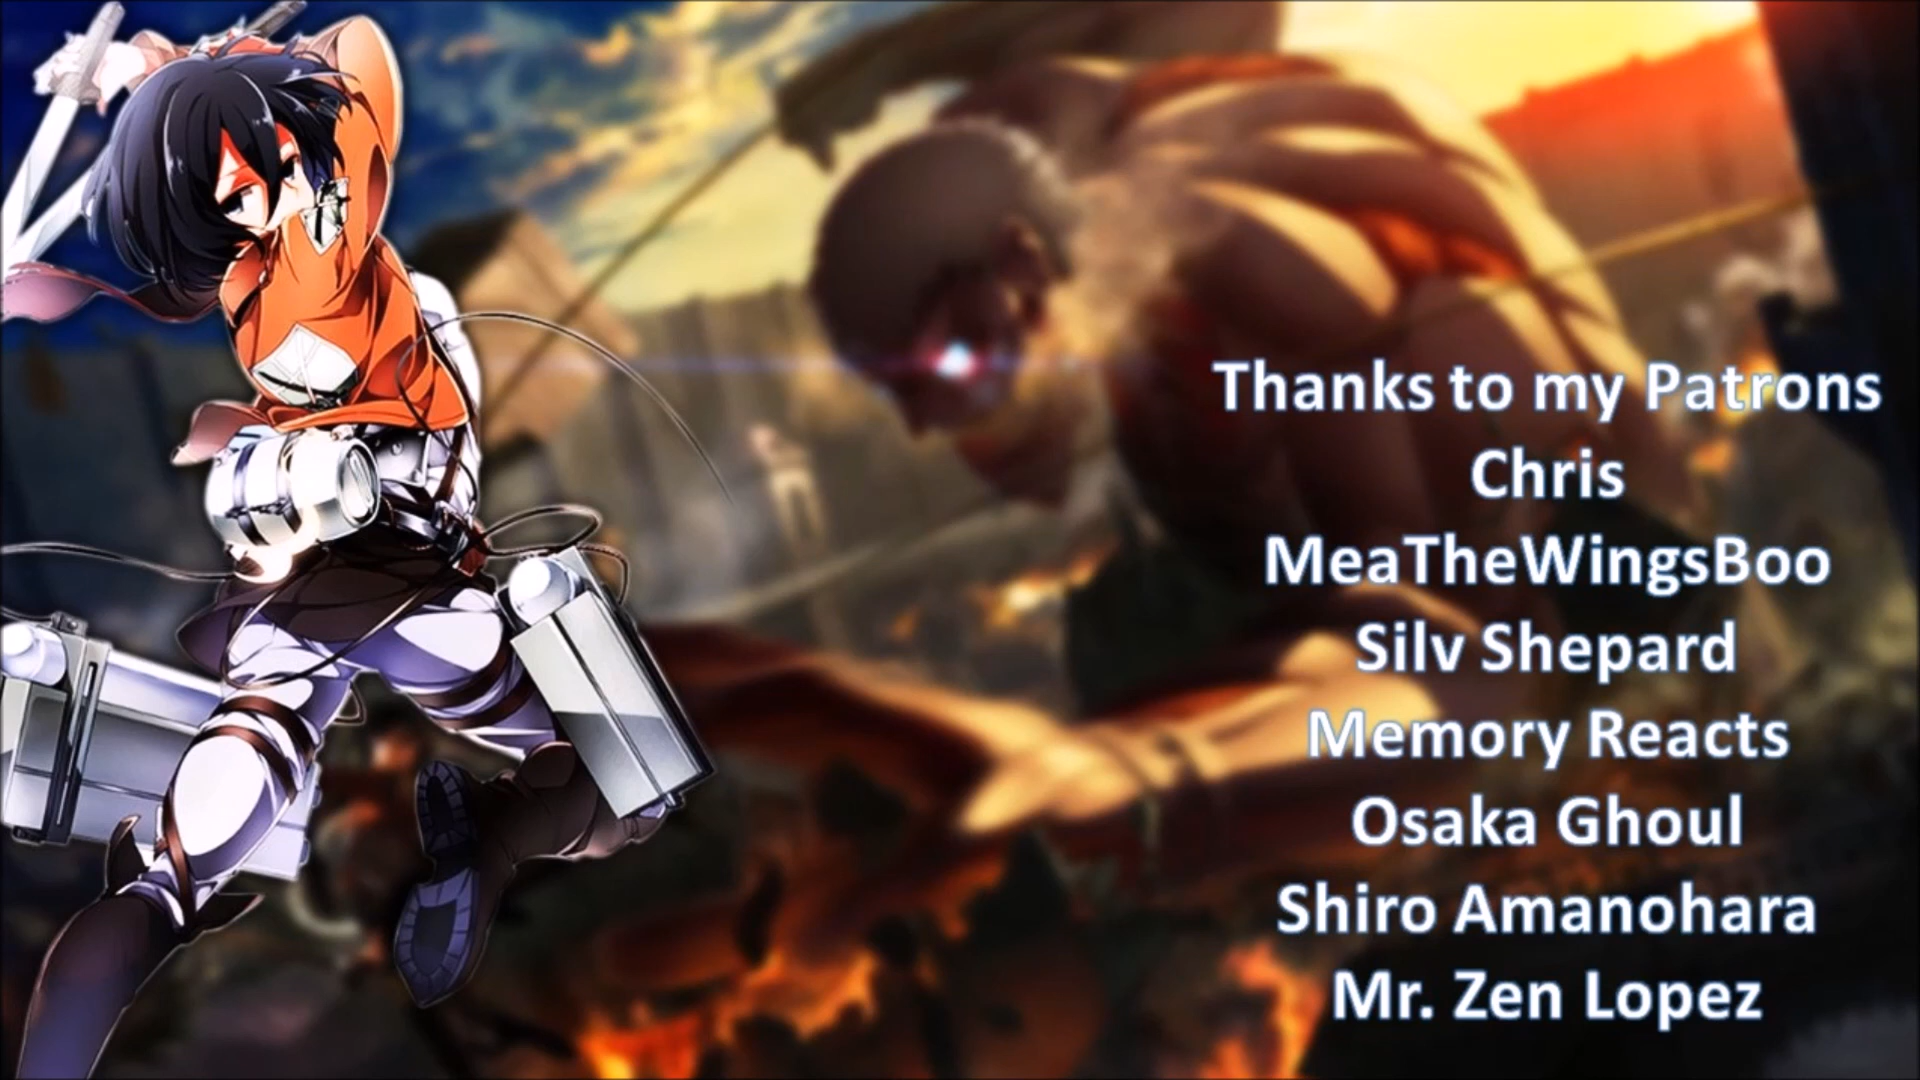 Thanks to my Patrons
Chris
MeaTheWingsBoo
Silv Shepard
Memory Reacts
Osaka Ghoul
Shiro Amanohara
Mr. Zen Lopez